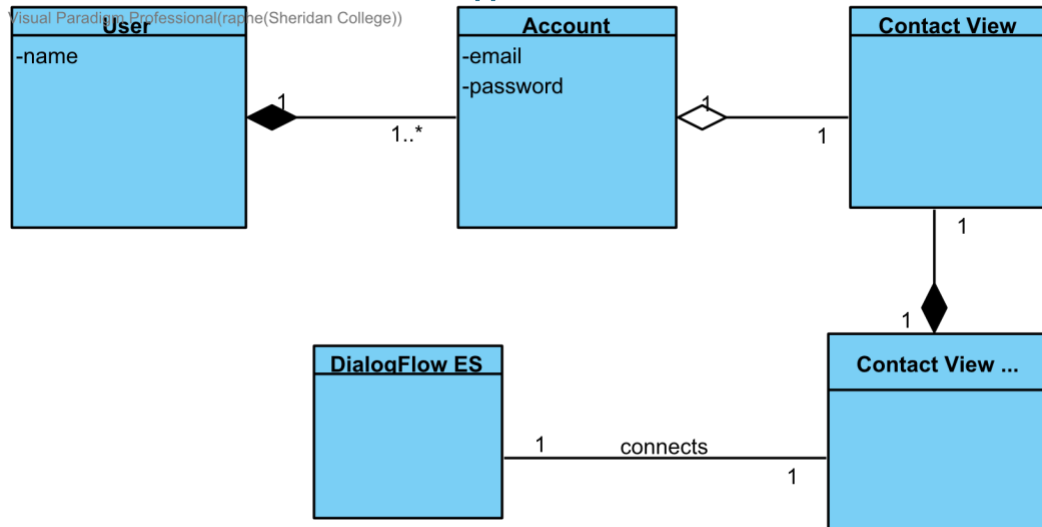 Visual Paradigm Professional(raphe(Sheridan College))
User
-name
1
1..*
Account
-email
-password
1
1
Contact View
1
1
Contact View ...
DialogFlow ES
1
connects
1